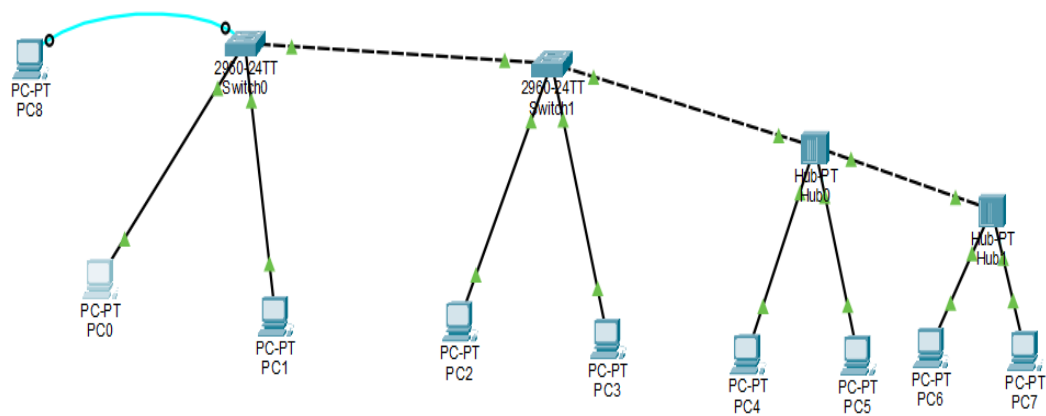 PC-PT
PC8
2960-24TT
Switch0
2960-24TT
Switch1
Hub-PT
Hub0
Hub-PT
Hub1
PC-PT
PC0
PC-PT
PC1
PC-PT
PC2
PC-PT
PC3
PC-PT
PC4
PC-PT
PC5
PC-PT
PC6
PC-PT
PC7